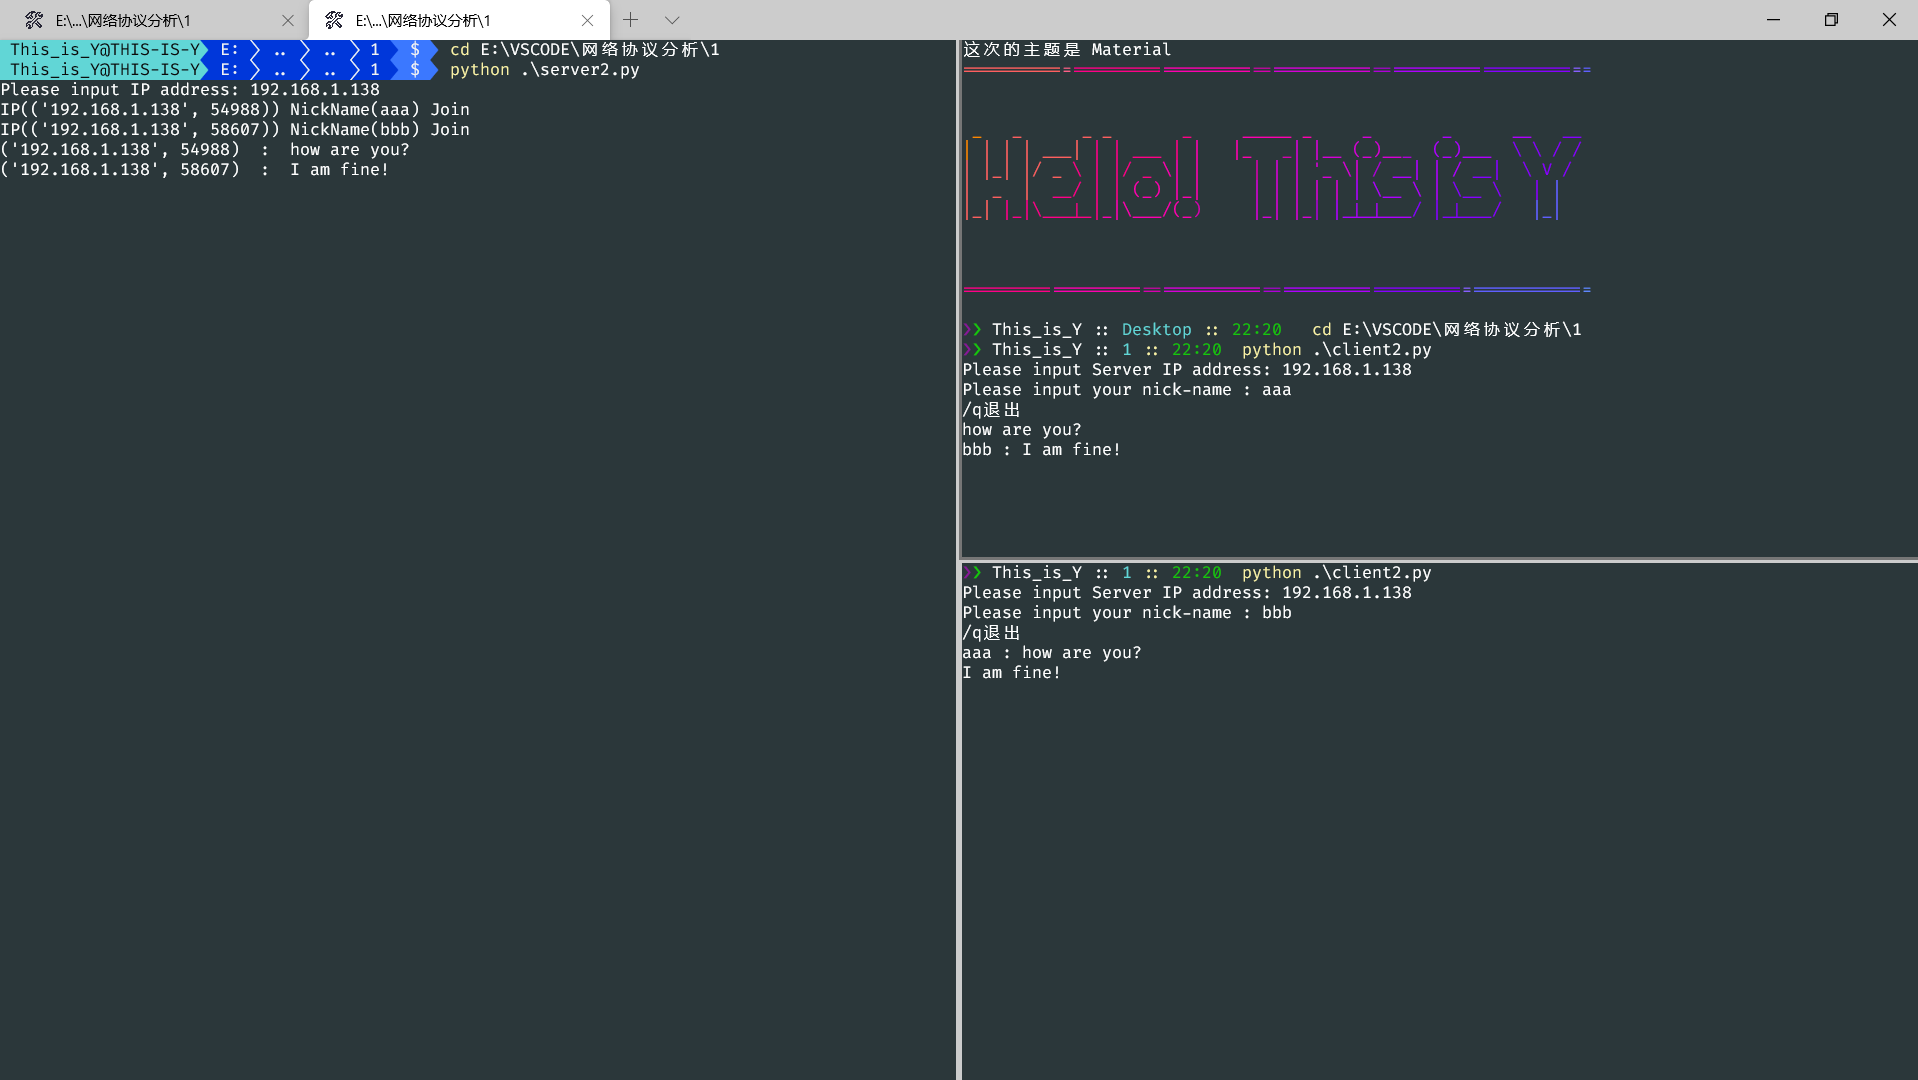 E:\...\网络协议分析\1
E:\...\网络协议分析\1
This_is_Y@THIS-IS-Y E: .. .. 1 $ cd E:\VSCODE\网络协议分析\1
This_is_Y@THIS-IS-Y E: .. .. 1 $ python .\server2.py
Please input IP address: 192.168.1.138
IP(('192.168.1.138', 54988)) NickName(aaa) Join
IP(('192.168.1.138', 58607)) NickName(bbb) Join
('192.168.1.138', 54988)  :  how are you?
('192.168.1.138', 58607)  :  I am fine!
这次的主题是 Material
Hello! This is Y
❯❯ This_is_Y :: Desktop :: 22:20   cd E:\VSCODE\网络协议分析\1
❯❯ This_is_Y :: 1 :: 22:20  python .\client2.py
Please input Server IP address: 192.168.1.138
Please input your nick-name : aaa
/q退出
how are you?
bbb : I am fine!
❯❯ This_is_Y :: 1 :: 22:20  python .\client2.py
Please input Server IP address: 192.168.1.138
Please input your nick-name : bbb
/q退出
aaa : how are you?
I am fine!